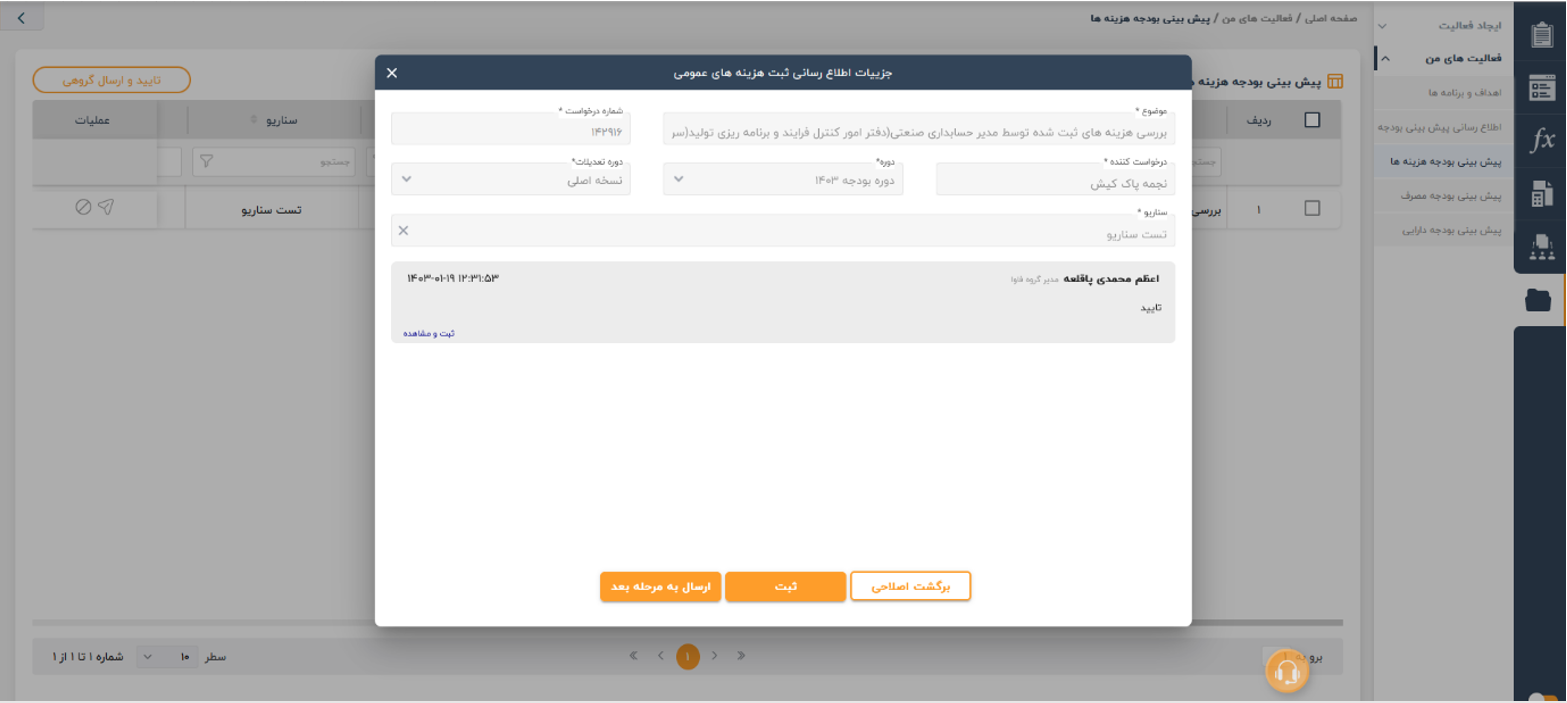 صفحه اصلی / فعالیت های من / پیش بینی بودجه هزینه ها
ایجاد فعالیت
فعالیت های من
اهداف و برنامه ها
اطلاع رسانی پیش بینی بودجه
پیش بینی بودجه هزینه ها
پیش بینی بودجه مصرف
پیش بینی بودجه دارایی
fx
پیش بینی بودجه هزینه
تایید و ارسال گروهی
ردیف
سناریو
عملیات
جستجو
۱
بررسی
تست سناریو
جزییات اطلاع رسانی ثبت هزینه های عمومی
موضوع *
بررسی هزینه های ثبت شده توسط مدیر حسابداری صنعتی(دفتر امور کنترل فرایند و برنامه ریزی تولید(سر
شماره درخواست *
۱۴۲۹۱۶
درخواست کننده *
نجمه پاک کیش
دوره*
دوره بودجه ۱۴۰۳
دوره تعدیلات*
نسخه اصلی
سناریو *
تست سناریو
اعظم محمدی پاقلعه مدیر گروه فاوا
۱۴۰۳-۰۱-۱۹ ۱۲:۳۱:۵۳
تایید
ثبت و مشاهده
برگشت اصلاحی
ثبت
ارسال به مرحله بعد
برو به
۱
سطر ۱۰ شماره ۱ تا ۱ از ۱